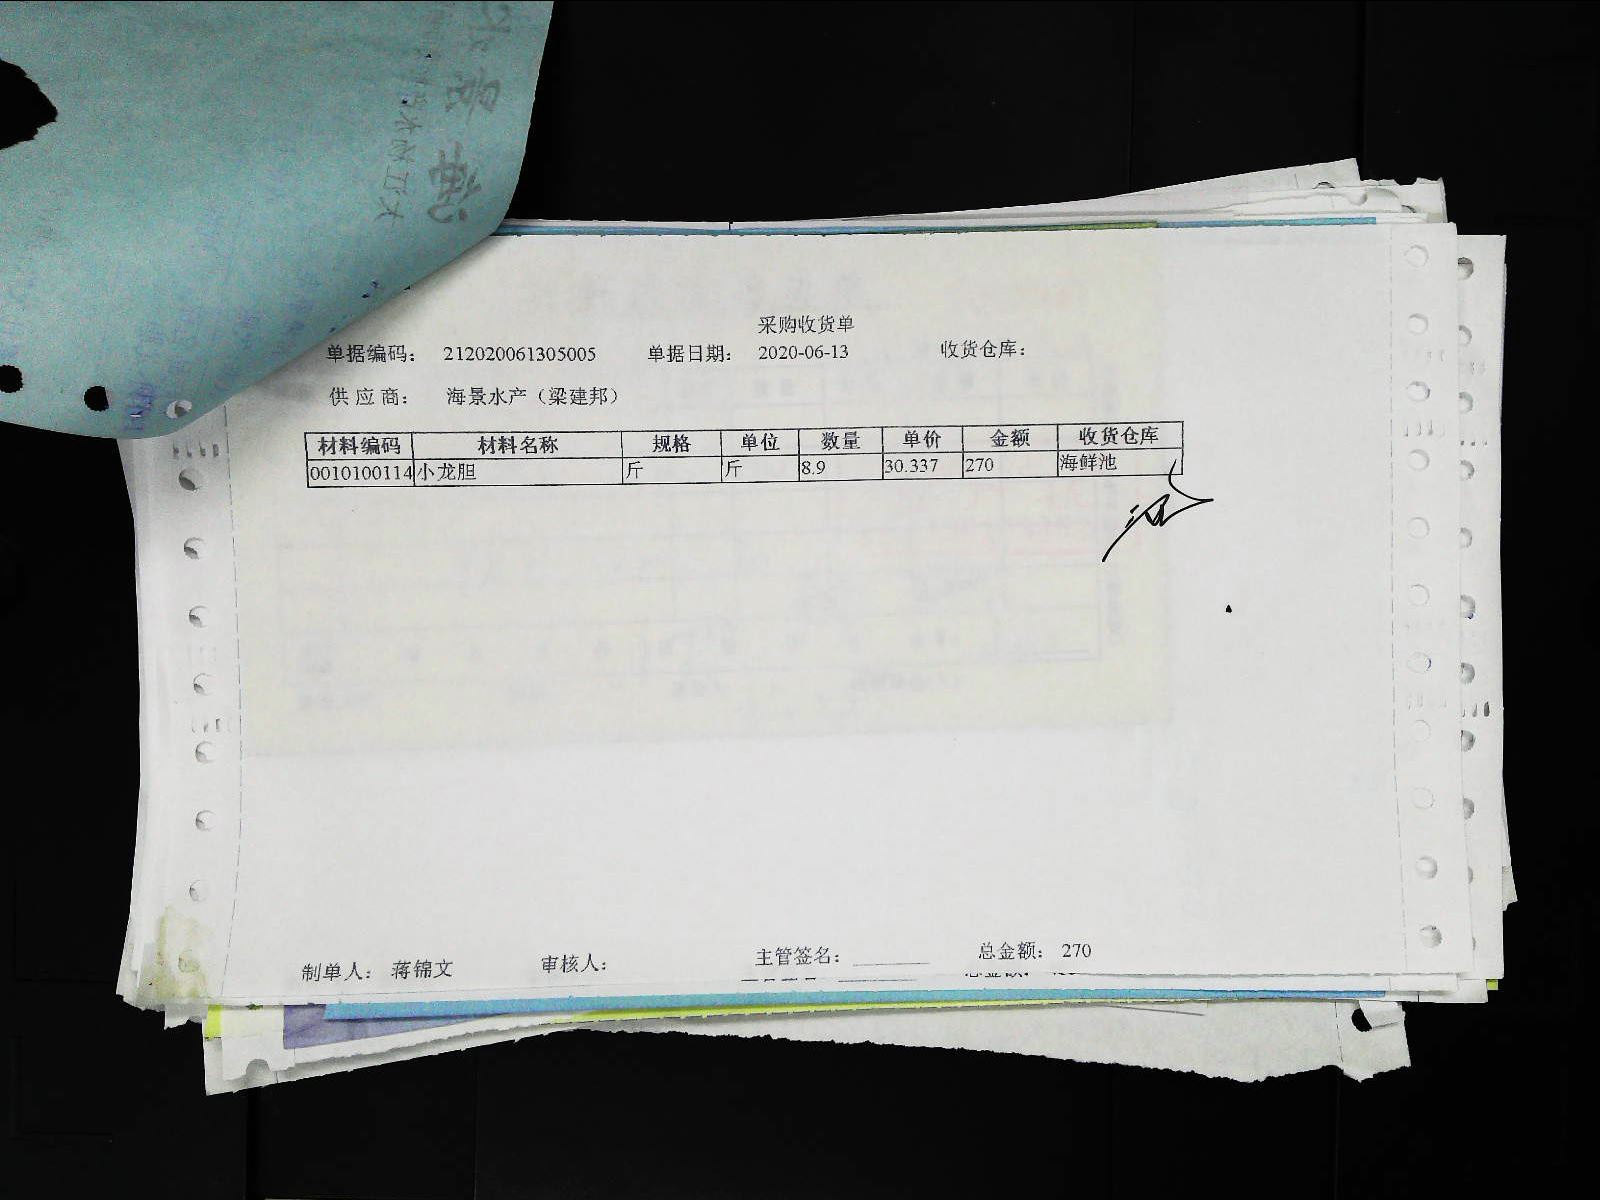 采购收货单
单据编码： 212020061305005 单据日期： 2020-06-13 收货仓库：
供应商： 海景水产（梁建邦）
材料编码 材料名称 规格 单位 数量 单价 金额 收货仓库
0010100114 小龙胆 斤 斤 8.9 30.337 270 海鲜池
制单人： 蒋锦文 审核人： 主管签名：________ 总金额： 270